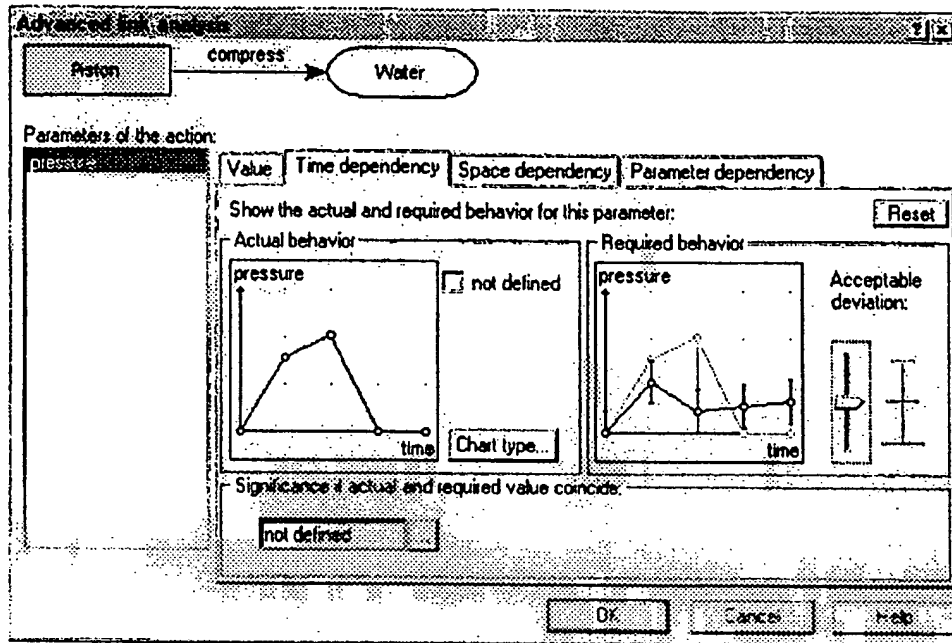 Advanced link analysis
Piston
compress
Water
Parameters of the action:
pressure
Value
Time dependency
Space dependency
Parameter dependency
Show the actual and required behavior for this parameter:
Reset
Actual behavior
pressure
time
not defined
Chart type...
Required behavior
pressure
time
Acceptable
deviation:
Significance if actual and required value coincide:
not defined
...
OK
Cancel
Help